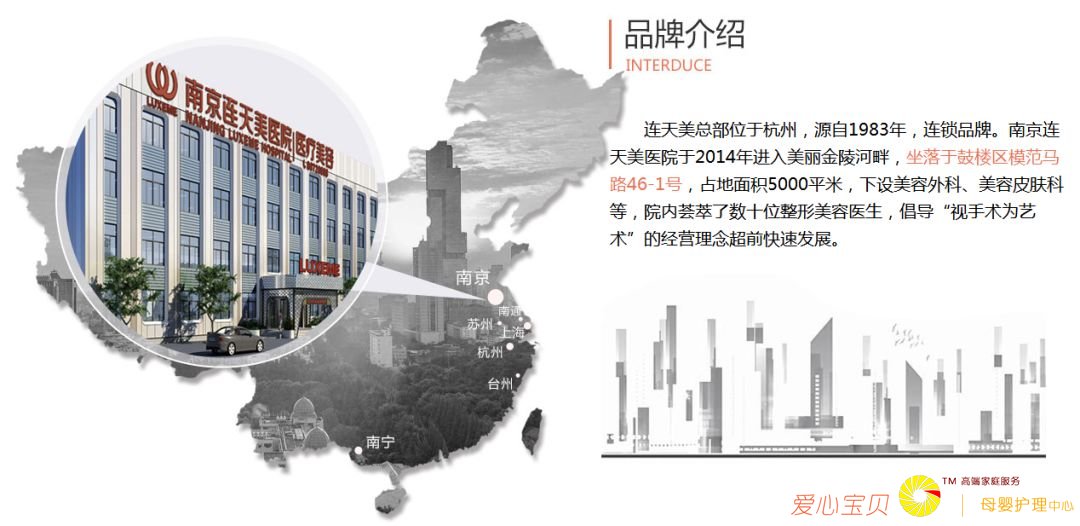 品牌介绍
INTERDUCE
连天美总部位于杭州，源自1983年，连锁品牌。南京连
天美医院于2014年进入美丽金陵河畔，坐落于鼓楼区模范马
路46-1号，占地面积5000平米，下设美容外科、美容皮肤科
等，院内荟萃了数十位整形美容医生，倡导“视手术为艺
术”的经营理念超前快速发展。
LUXEME
南京连天美医院 医疗美容
NANJING LUXEME HOSPITAL
LUXEME
南京
南通
苏州
上海
杭州
台州
南宁
爱心宝贝
TM 高端家庭服务
母婴护理中心